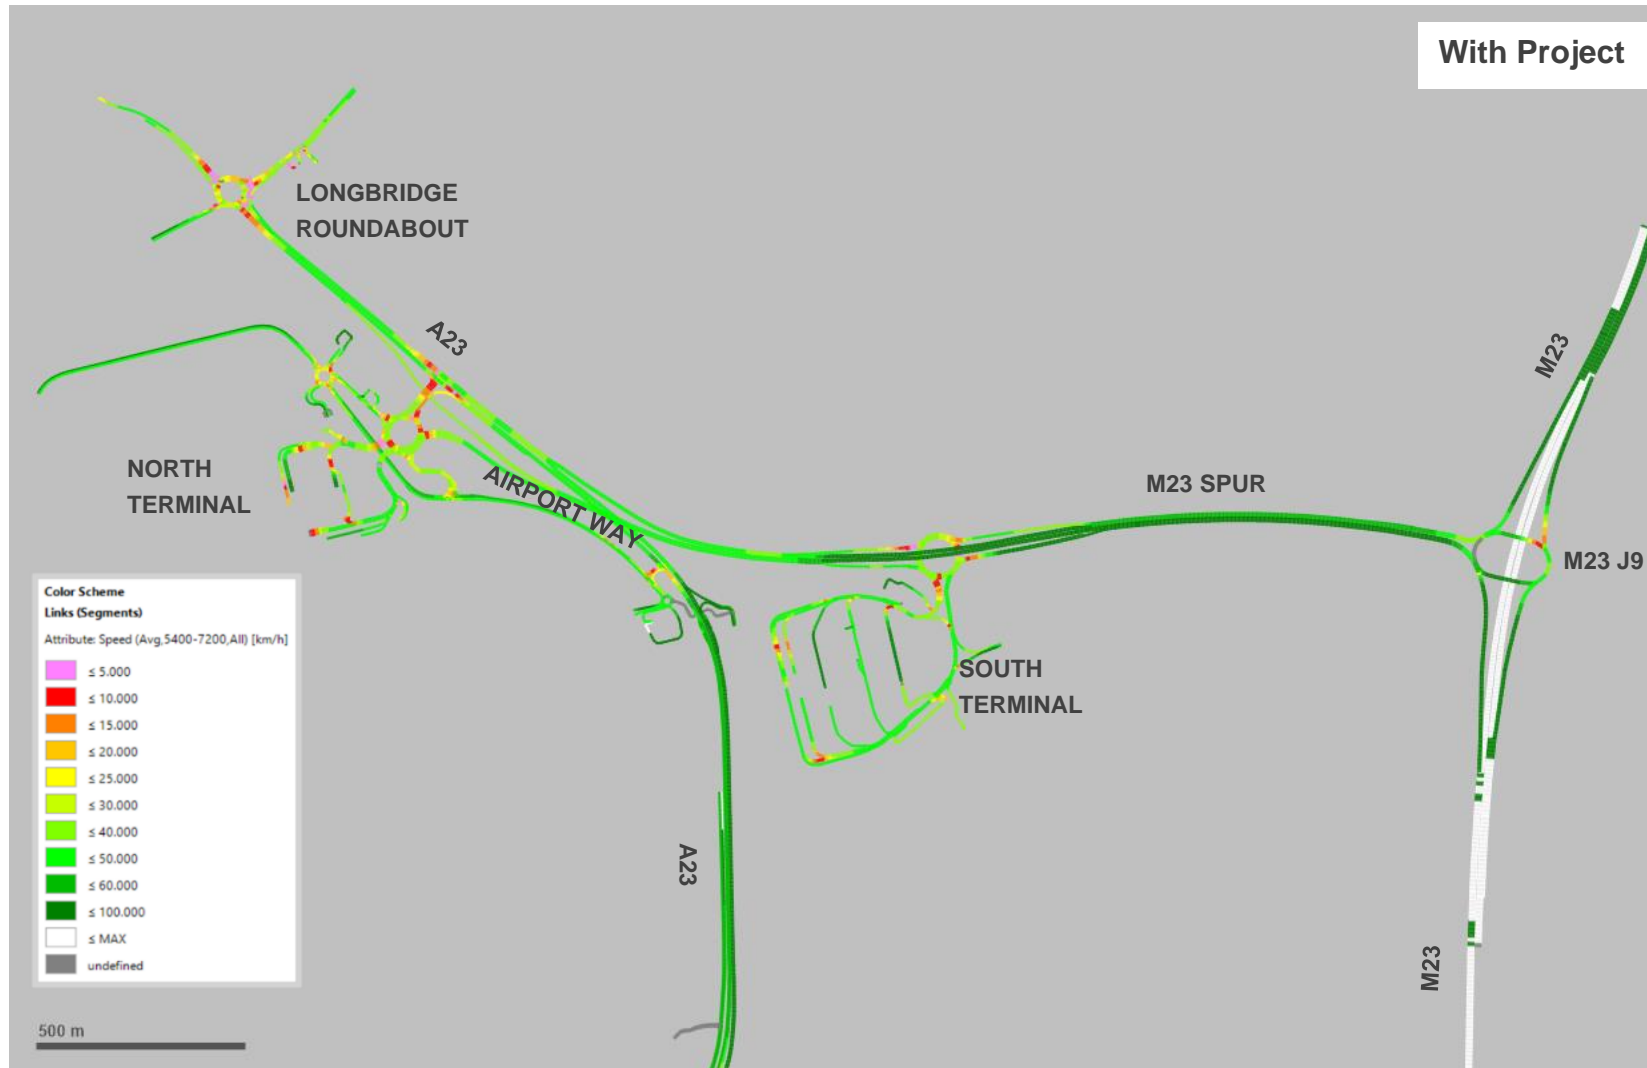 With Project
LONGBRIDGE
ROUNDABOUT
A23
M23
NORTH
TERMINAL
AIRPORT WAY
M23 SPUR
M23 J9
SOUTH
TERMINAL
A23
M23
Color Scheme
Links (Segments)
Attribute: Speed (Avg,5400-7200,All) [km/h]
≤ 5.000
≤ 10.000
≤ 15.000
≤ 20.000
≤ 25.000
≤ 30.000
≤ 40.000
≤ 50.000
≤ 60.000
≤ 100.000
≤ MAX
undefined
500 m